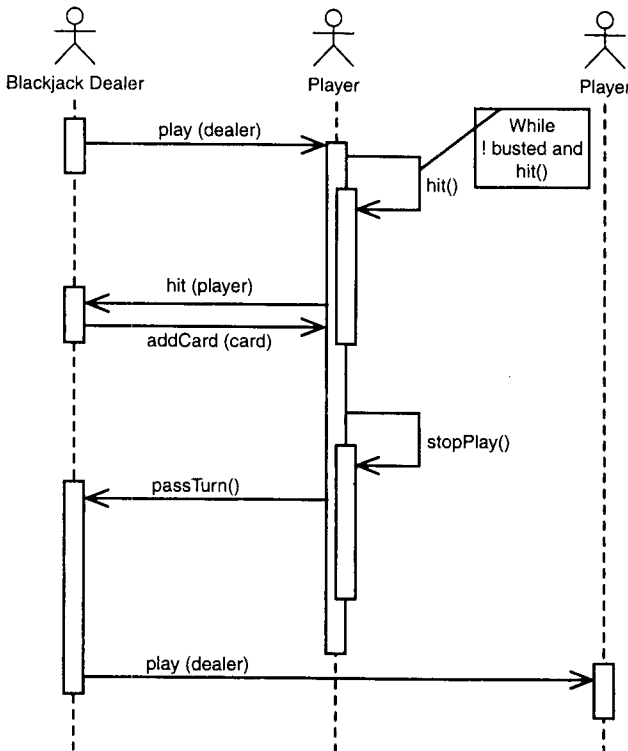 Blackjack Dealer
Player
Player
play (dealer)
While
! busted and
hit()
hit()
hit (player)
addCard (card)
stopPlay()
passTurn()
play (dealer)